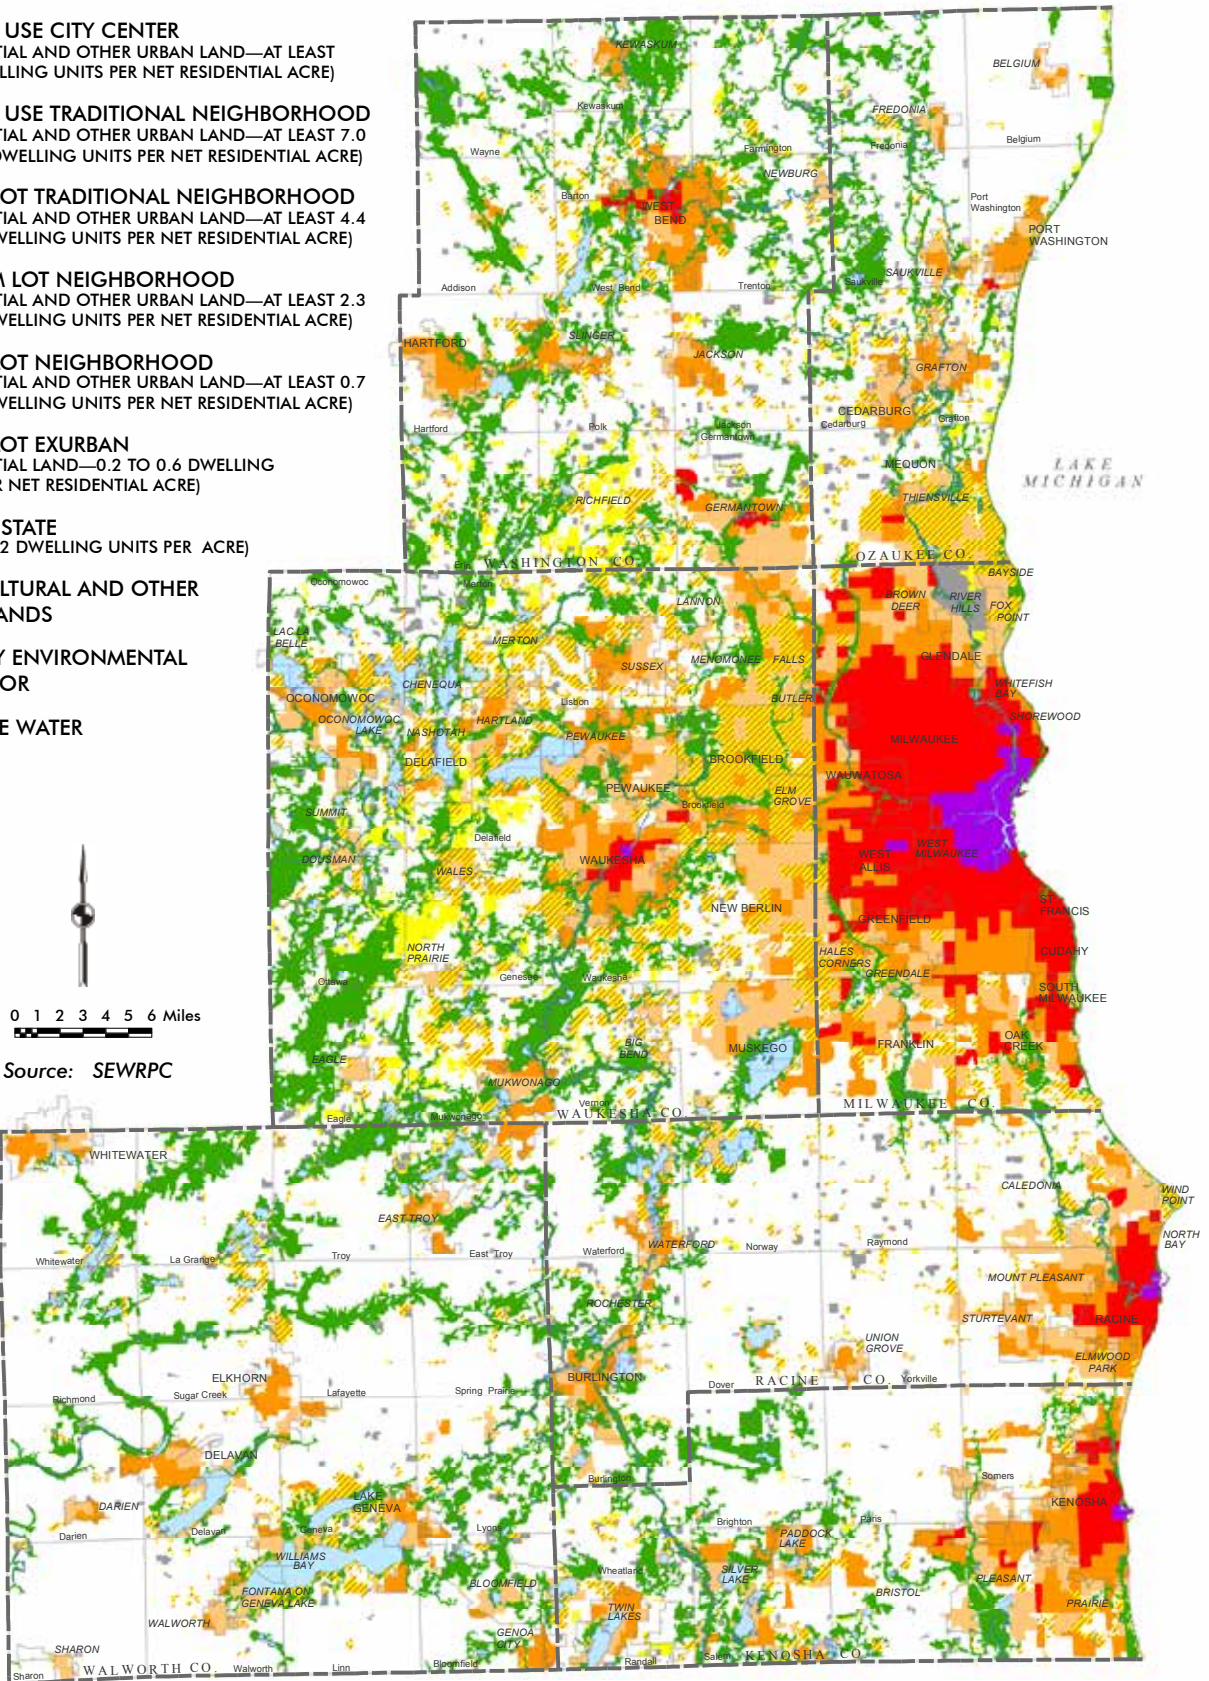 USE CITY CENTER
TIAL AND OTHER URBAN LAND—AT LEAST
LLING UNITS PER NET RESIDENTIAL ACRE)
USE TRADITIONAL NEIGHBORHOOD
TIAL AND OTHER URBAN LAND—AT LEAST 7.0
DWELLING UNITS PER NET RESIDENTIAL ACRE)
OT TRADITIONAL NEIGHBORHOOD
TIAL AND OTHER URBAN LAND—AT LEAST 4.4
WELLING UNITS PER NET RESIDENTIAL ACRE)
M LOT NEIGHBORHOOD
TIAL AND OTHER URBAN LAND—AT LEAST 2.3
WELLING UNITS PER NET RESIDENTIAL ACRE)
OT NEIGHBORHOOD
TIAL AND OTHER URBAN LAND—AT LEAST 0.7
WELLING UNITS PER NET RESIDENTIAL ACRE)
OT EXURBAN
TIAL LAND—0.2 TO 0.6 DWELLING
R NET RESIDENTIAL ACRE)
STATE
2 DWELLING UNITS PER ACRE)
LTURAL AND OTHER
ANDS
Y ENVIRONMENTAL
OR
E WATER
0 1 2 3 4 5 6 Miles
Source: SEWRPC
KEWASKUM
BELGIUM
Kewaskum
FREDONIA
Wayne
Farmington
Fredonia
Belgium
NEWBURG
Barton
WEST
BEND
Port
Washington
PORT
WASHINGTON
SAUKVILLE
Saukville
Addison
West Bend
Trenton
HARTFORD
SLINGER
JACKSON
GRAFTON
CEDARBURG
Cedarburg
Grafton
Hartford
Polk
Jackson
Germantown
MEQUON
LAKE
MICHIGAN
RICHFIELD
GERMANTOWN
THIENSVILLE
Erin
WASHINGTON CO.
OZAUKEE CO.
Oconomowoc
Merton
BAYSIDE
LANNON
BROWN
DEER
RIVER
HILLS
FOX
POINT
LAC LA
BELLE
MERTON
SUSSEX
MENOMONEE FALLS
GLENDALE
CHENEQUA
WHITEFISH
BAY
OCONOMOWOC
Lisbon
BUTLER
OCONOMOWOC
LAKE
NASHOTAH
HARTLAND
SHOREWOOD
PEWAUKEE
MILWAUKEE
DELAFIELD
BROOKFIELD
WAUWATOSA
PEWAUKEE
ELM
GROVE
Brookfield
SUMMIT
Delafield
DOUSMAN
WALES
WAUKESHA
WEST
ALLIS
WEST
MILWAUKEE
NEW BERLIN
ST.
FRANCIS
GREENFIELD
NORTH
PRAIRIE
HALES
CORNERS
GREENDALE
CUDAHY
Ottawa
Genesee
Waukesha
SOUTH
MILWAUKEE
EAGLE
BIG
BEND
MUSKEGO
FRANKLIN
OAK
CREEK
MUKWONAGO
Vernon
Eagle
Mukwonago
WAUKESHA CO.
MILWAUKEE CO.
WHITEWATER
CALEDONIA
WIND
POINT
EAST TROY
Whitewater
La Grange
Troy
East Troy
Waterford
WATERFORD
Norway
Raymond
NORTH
BAY
MOUNT PLEASANT
ROCHESTER
STURTEVANT
RACINE
UNION
GROVE
ELMWOOD
PARK
ELKHORN
BURLINGTON
Richmond
Sugar Creek
Lafayette
Spring Prairie
Dover
RACINE CO.
Yorkville
DELAVAN
Burlington
Somers
DARIEN
LAKE
GENEVA
KENOSHA
Darien
Delavan
Geneva
Lyons
Brighton
Paris
PADDOCK
LAKE
WILLIAMS
BAY
Wheatland
SILVER
LAKE
BLOOMFIELD
FONTANA ON
GENEVA LAKE
BRISTOL
PLEASANT
PRAIRIE
TWIN
LAKES
WALWORTH
GENOA
CITY
SHARON
Sharon
WALWORTH CO.
Walworth
Linn
Bloomfield
Randall
Salem
KENOSHA CO.